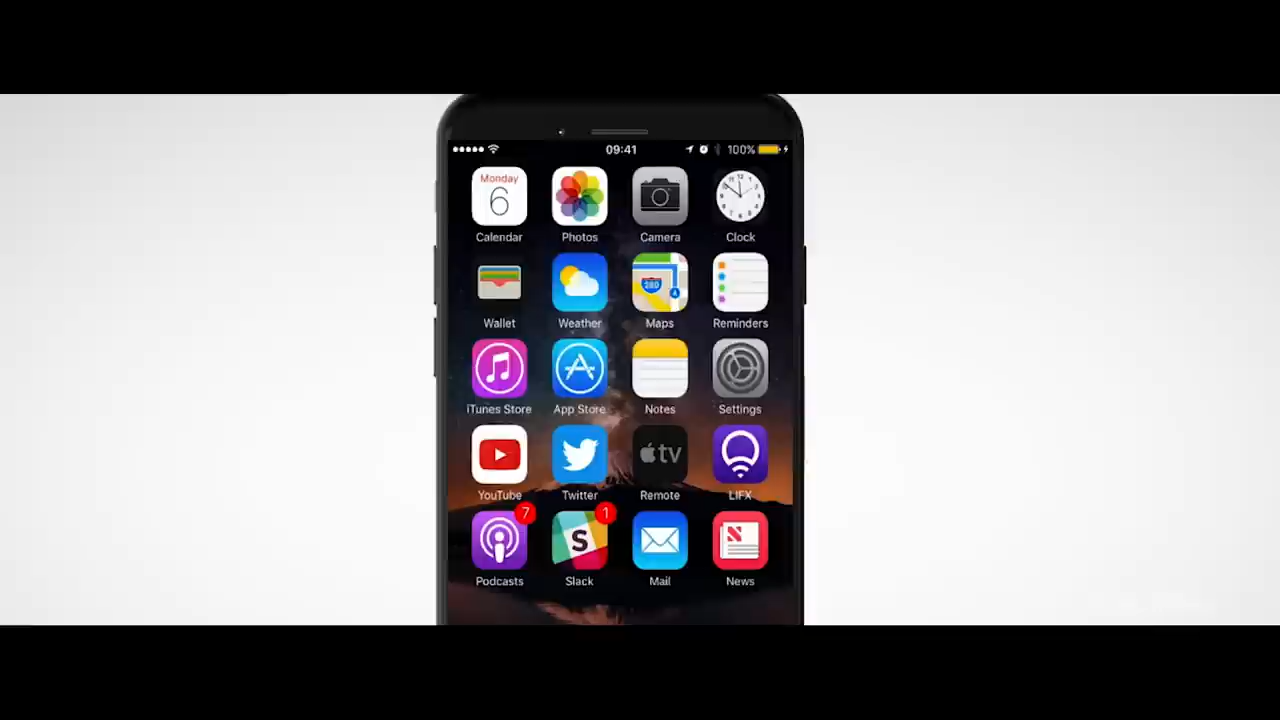 09:41 100%
Monday
6
Calendar Photos Camera Clock
280
Wallet Weather Maps Reminders
iTunes Store App Store Notes Settings
tv
YouTube Twitter Remote LIFX
7 1
S
Podcasts Slack Mail News